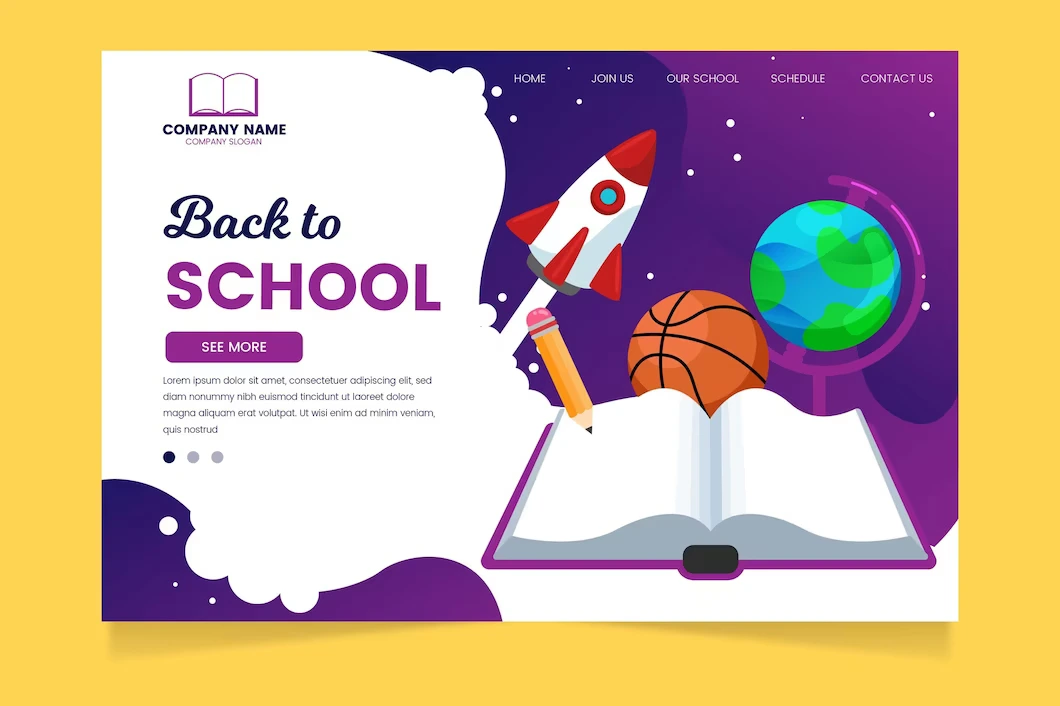 COMPANY NAME
COMPANY SLOGAN
HOME JOIN US OUR SCHOOL SCHEDULE CONTACT US
Back to
SCHOOL
SEE MORE
Lorem ipsum dolor sit amet, consectetuer adipiscing elit, sed
diam nonummy nibh euismod tincidunt ut laoreet dolore
magna aliquam erat volutpat. Ut wisi enim ad minim veniam,
quis nostrud